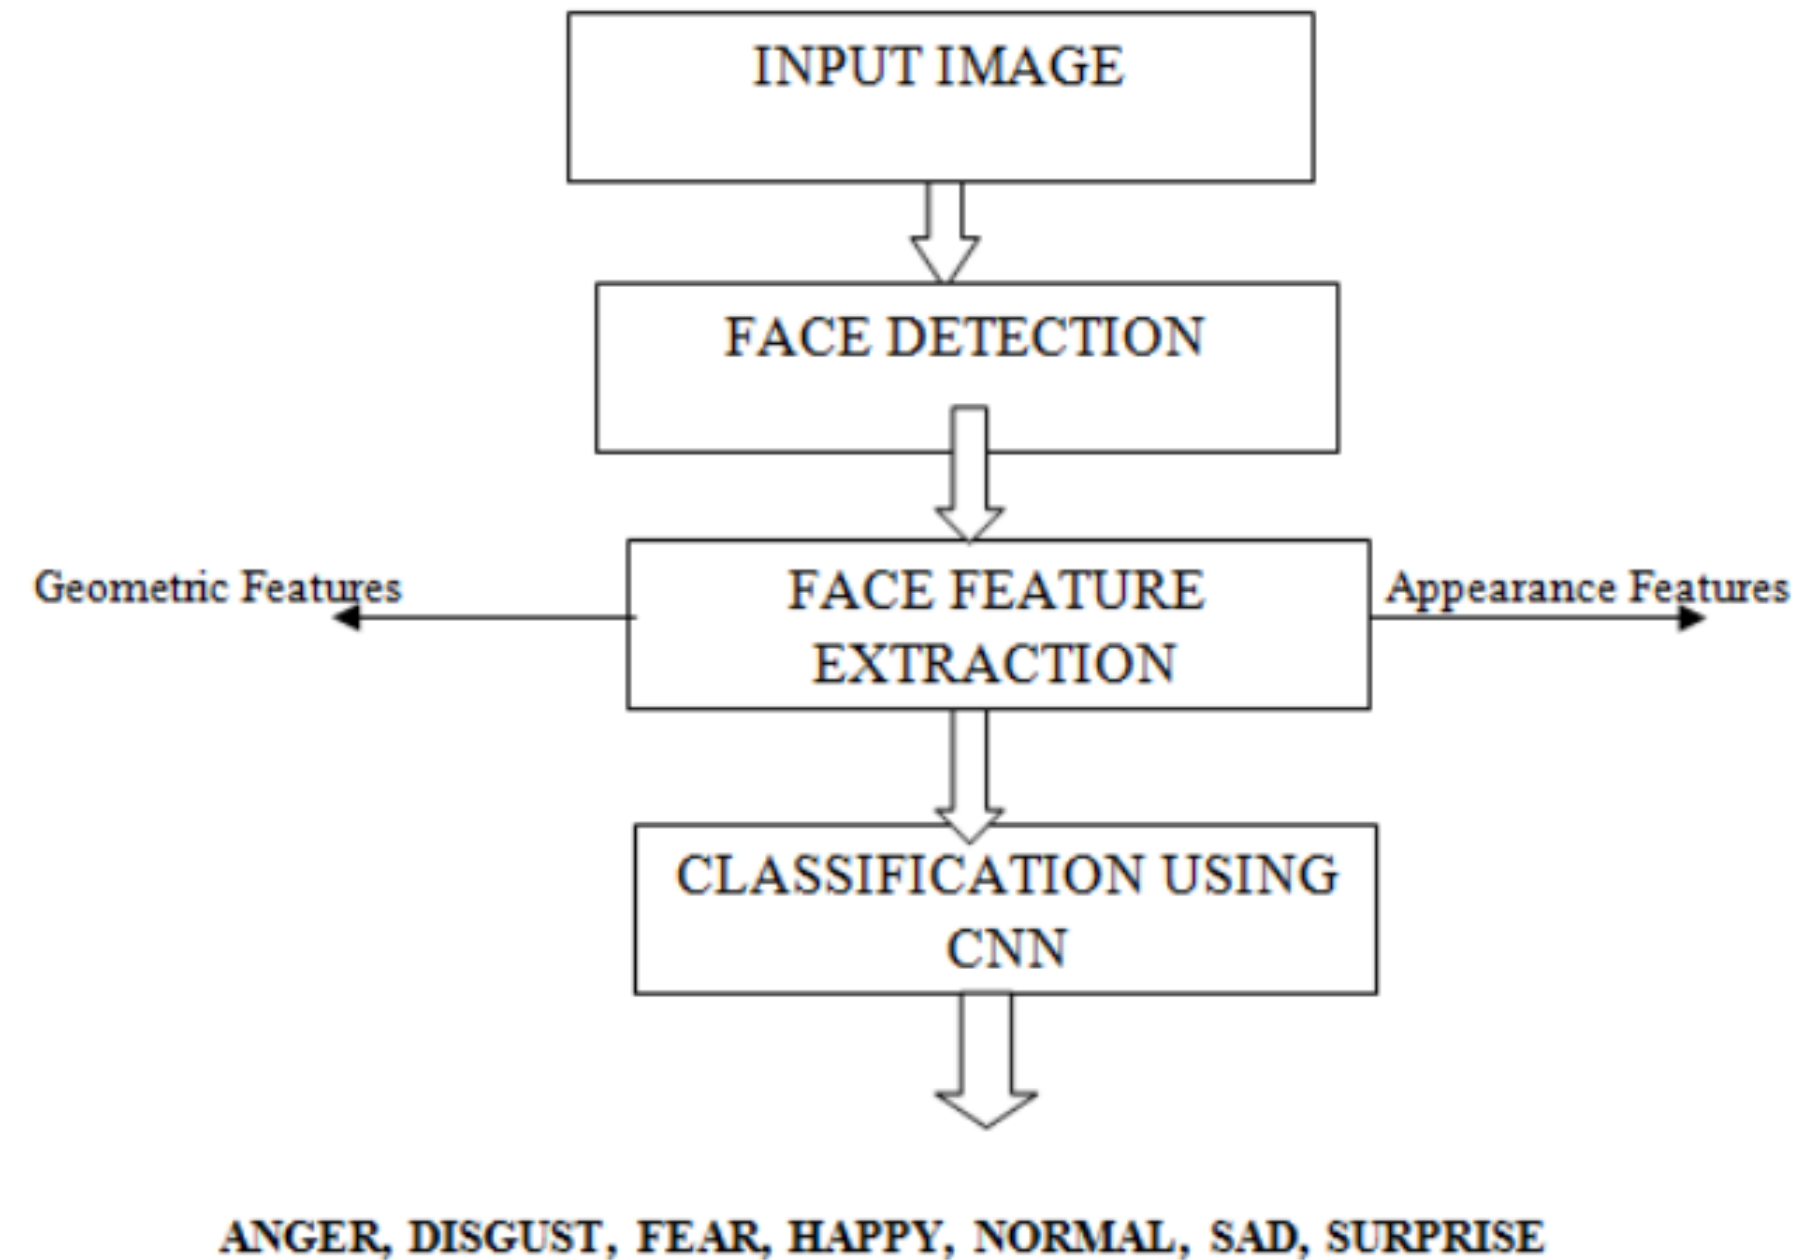 INPUT IMAGE
FACE DETECTION
Geometric Features
FACE FEATURE
EXTRACTION
Appearance Features
CLASSIFICATION USING
CNN
ANGER, DISGUST, FEAR, HAPPY, NORMAL, SAD, SURPRISE